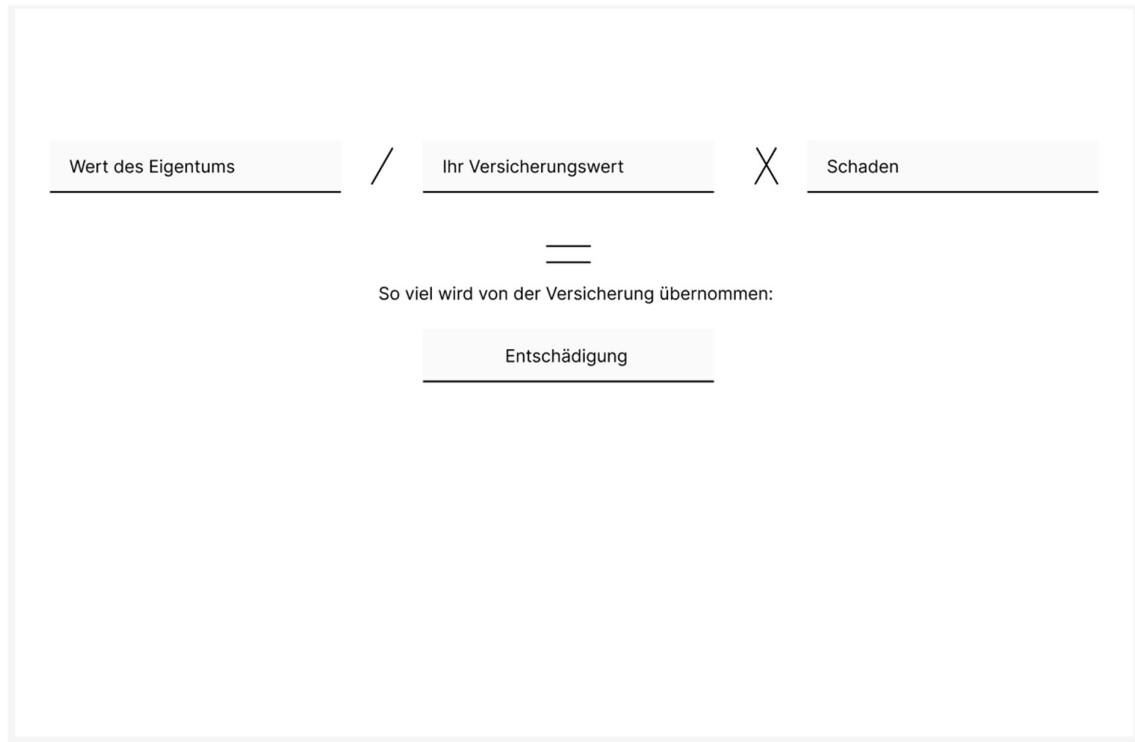 Wert des Eigentums / Ihr Versicherungswert X Schaden
=
So viel wird von der Versicherung übernommen:
Entschädigung